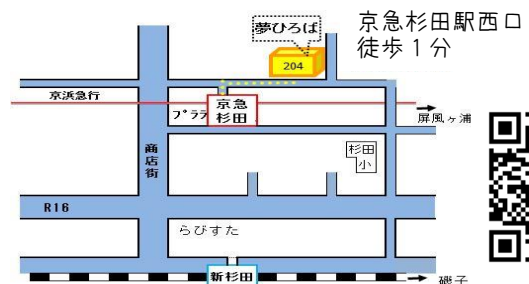 京急杉田駅西口
徒歩１分
夢ひろば
204
京浜急行
プララ
京急
杉田
屏風ヶ浦
商店街
杉田
小
R16
らびすた
新杉田
磯子